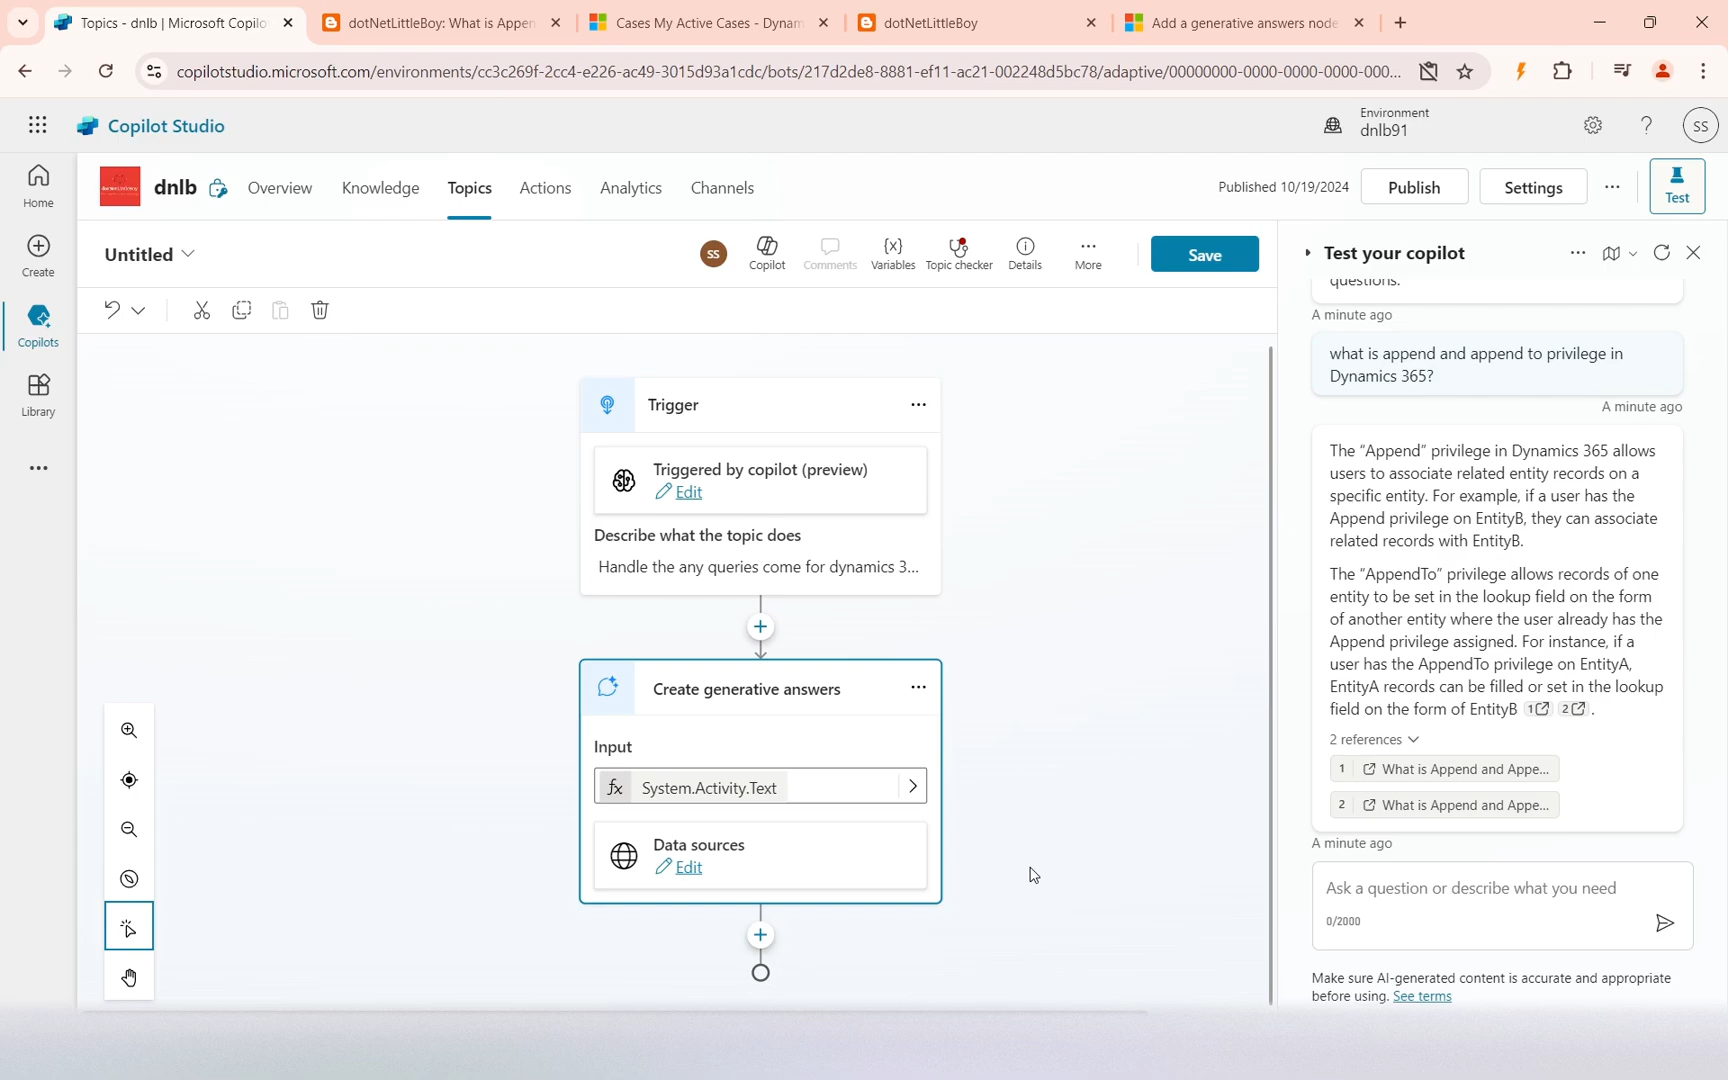 Topics - dnlb | Microsoft Copilo
dotNetLittleBoy: What is Appen
Cases My Active Cases - Dynam
dotNetLittleBoy
Add a generative answers node
copilotstudio.microsoft.com/environments/cc3c269f-2cc4-e226-ac49-3015d93a1cdc/bots/217d2de8-8881-ef11-ac21-002248d5bc78/adaptive/00000000-0000-0000-0000-000...
Copilot Studio
Environment
dnlb91
SS
Home
Create
Copilots
Library
dnlb
Overview
Knowledge
Topics
Actions
Analytics
Channels
Published 10/19/2024
Publish
Settings
Test
Untitled
SS
Copilot
Comments
Variables
Topic checker
Details
More
Save
Trigger
Triggered by copilot (preview)
Edit
Describe what the topic does
Handle the any queries come for dynamics 3...
Create generative answers
Input
fx System.Activity.Text
Data sources
Edit
Test your copilot
questions.
A minute ago
what is append and append to privilege in
Dynamics 365?
A minute ago
The “Append” privilege in Dynamics 365 allows
users to associate related entity records on a
specific entity. For example, if a user has the
Append privilege on EntityB, they can associate
related records with EntityB.
The “AppendTo” privilege allows records of one
entity to be set in the lookup field on the form
of another entity where the user already has the
Append privilege assigned. For instance, if a
user has the AppendTo privilege on EntityA,
EntityA records can be filled or set in the lookup
field on the form of EntityB 1 2 .
2 references
1 What is Append and Appe...
2 What is Append and Appe...
A minute ago
Ask a question or describe what you need
0/2000
Make sure AI-generated content is accurate and appropriate
before using. See terms